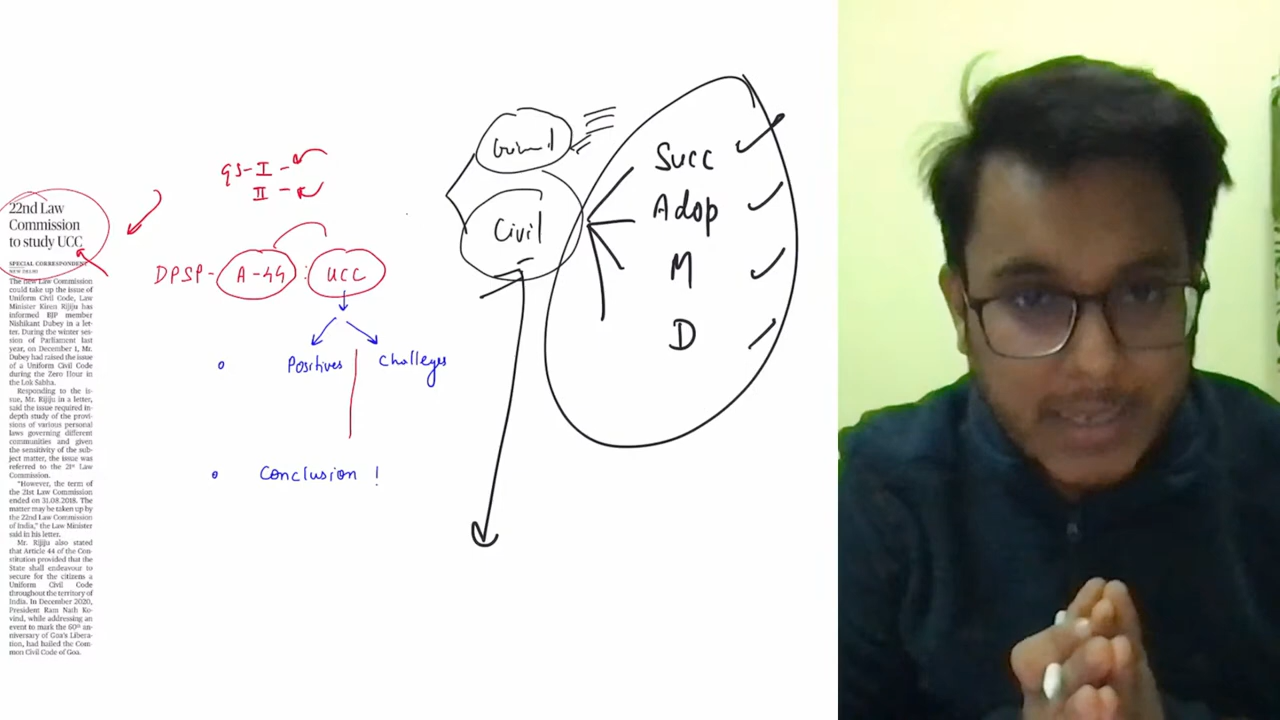 22nd Law
Commission
to study UCC
SPECIAL CORRESPONDENT
NEW DELHI
The new Law Commission
could take up the issue of
Uniform Civil Code, Law
Minister Kiren Rijiju has
informed BJP member
Nishikant Dubey in a let-
ter. During the winter ses-
sion of Parliament last
year, on December 1, Mr.
Dubey had raised the issue
of a Uniform Civil Code
during the Zero Hour in
the Lok Sabha.
Responding to the is-
sue, Mr. Rijiju in a letter,
said the issue required in-
depth study of the provi-
sions of various personal
laws governing different
communities and given
the sensitivity of the sub-
ject matter, the issue was
referred to the 21st Law
Commission.
"However, the term of
the 21st Law Commission
ended on 31.08.2018. The
matter may be taken up by
the 22nd Law Commission
of India," the Law Minister
said in his letter.
Mr. Rijiju also stated
that Article 44 of the Con-
stitution provided that the
State shall endeavour to
secure for the citizens a
Uniform Civil Code
throughout the territory of
India. In December 2020,
President Ram Nath Ko-
vind, while addressing an
event to mark the 60th an-
niversary of Goa's Libera-
tion, had hailed the Com-
mon Civil Code of Goa.
GS-I -
II -
DPSP - A-44 : UCC
Positives
Challeges
Conclusion !
Civil
Succ
Adop
M
D